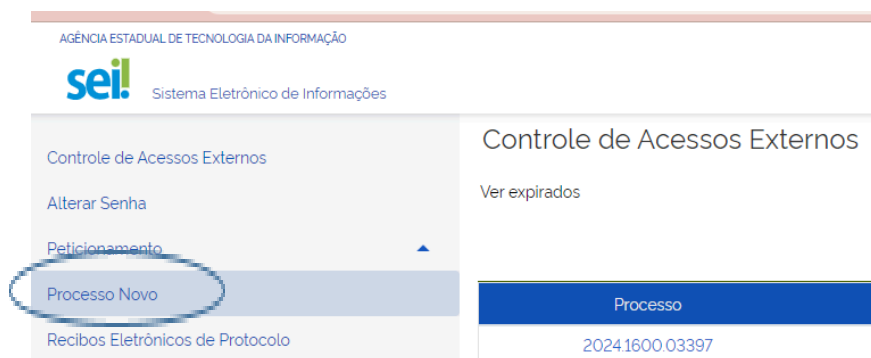 AGÊNCIA ESTADUAL DE TECNOLOGIA DA INFORMAÇÃO
sei!
Sistema Eletrônico de Informações
Controle de Acessos Externos
Alterar Senha
Peticionamento
Processo Novo
Recibos Eletrônicos de Protocolo
Controle de Acessos Externos
Ver expirados
Processo
2024.1600.03397